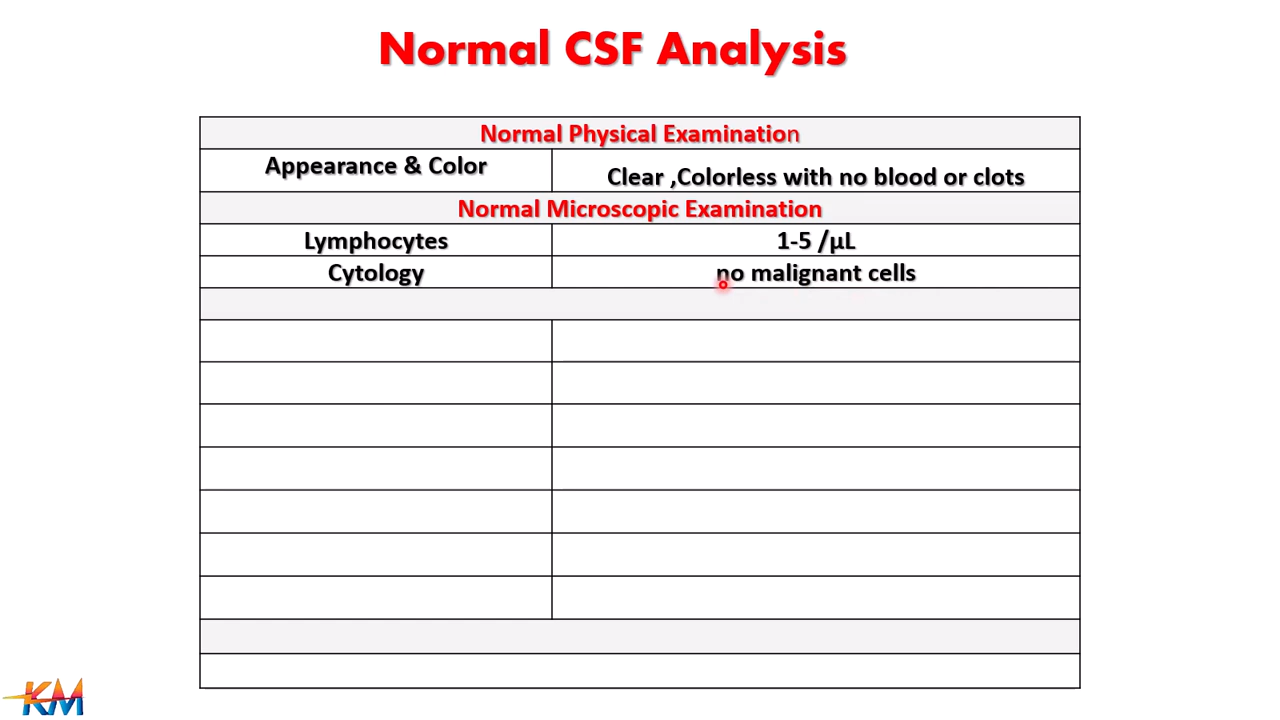 Normal CSF Analysis
Normal Physical Examination
Appearance & Color
Clear ,Colorless with no blood or clots
Normal Microscopic Examination
Lymphocytes
1-5 /µL
Cytology
no malignant cells
KM